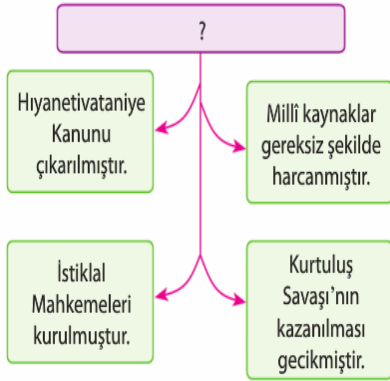 ?
Hıyanetivataniye
Kanunu
çıkarılmıştır.
Millî kaynaklar
gereksiz şekilde
harcanmıştır.
İstiklal
Mahkemeleri
kurulmuştur.
Kurtuluş
Savaşı’nın
kazanılması
gecikmiştir.